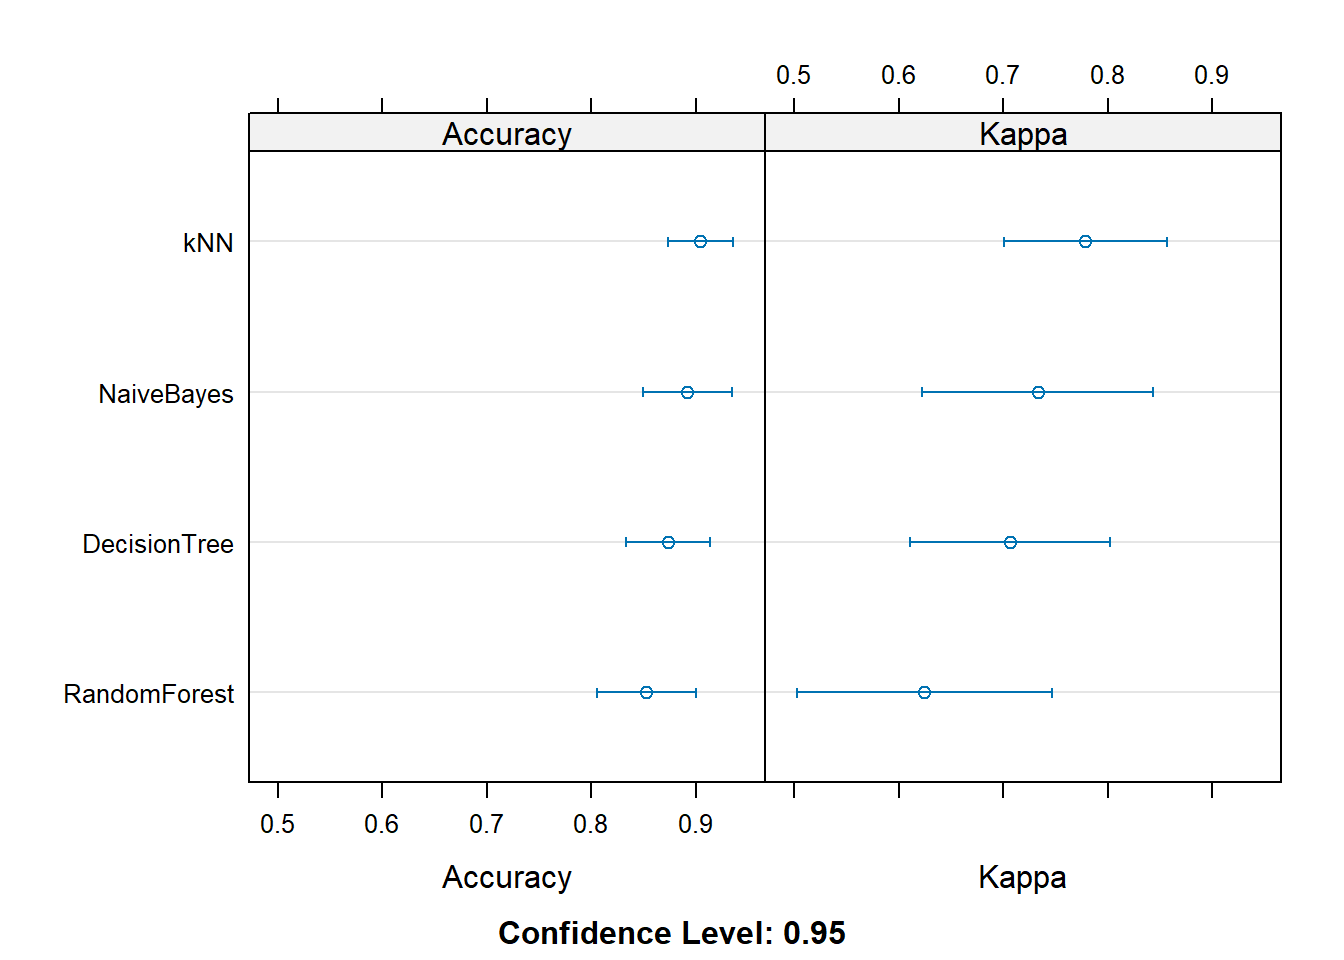 0.5 0.6 0.7 0.8 0.9
Accuracy Kappa
kNN
NaiveBayes
DecisionTree
RandomForest
0.5 0.6 0.7 0.8 0.9
Accuracy Kappa
Confidence Level: 0.95